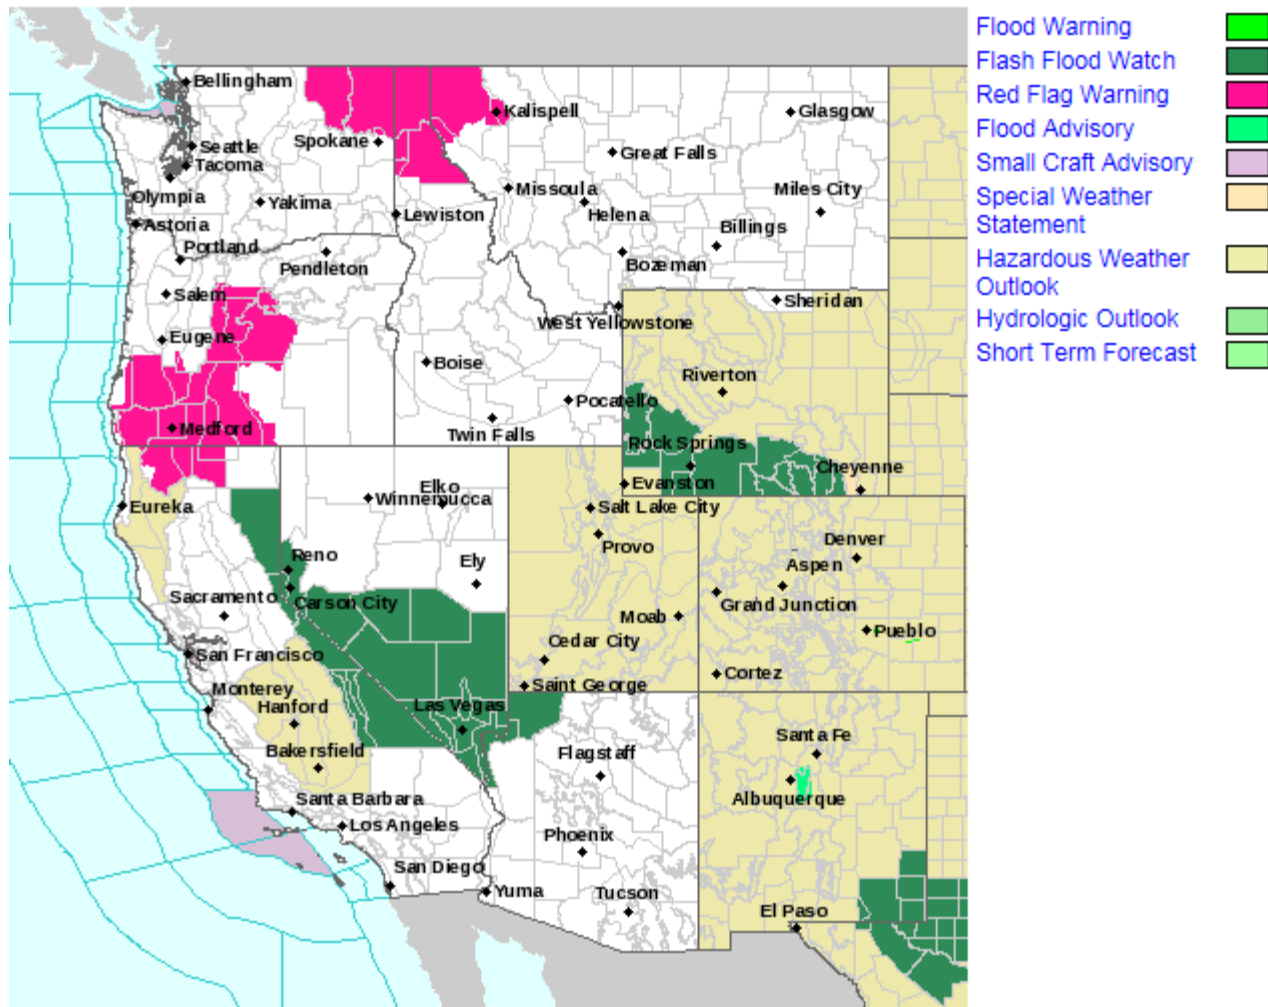 Flood Warning
Flash Flood Watch
Red Flag Warning
Flood Advisory
Small Craft Advisory
Special Weather
Statement
Hazardous Weather
Outlook
Hydrologic Outlook
Short Term Forecast
Bellingham
Kalispell
Glasgow
Seattle
Spokane
Great Falls
Tacoma
Missoula
Miles City
Olympia
Yakima
Lewiston
Helena
Astoria
Billings
Portland
Pendleton
Bozeman
Salem
Sheridan
West Yellowstone
Eugene
Boise
Riverton
Pocatello
Medford
Twin Falls
Rock Springs
Cheyenne
Elko
Evanston
Winnemucca
Eureka
Salt Lake City
Provo
Denver
Reno
Ely
Aspen
Sacramento
Carson City
Grand Junction
Moab
Pueblo
San Francisco
Cedar City
Cortez
Monterey
Saint George
Hanford
Las Vegas
Santa Fe
Bakersfield
Flagstaff
Albuquerque
Santa Barbara
Los Angeles
Phoenix
San Diego
Yuma
Tucson
El Paso